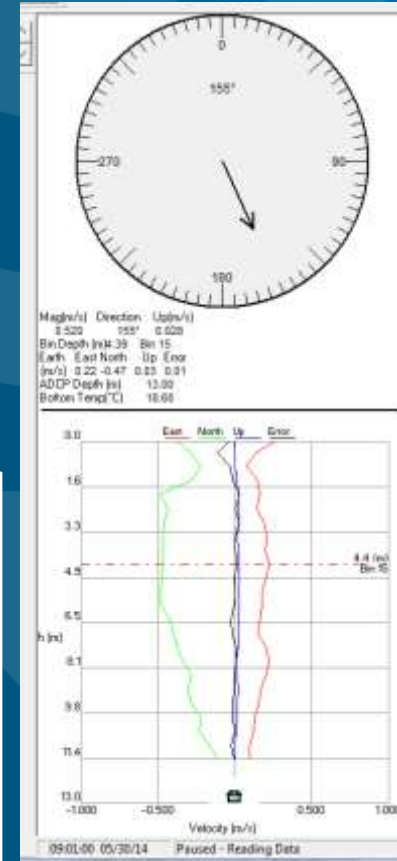 0
155°
270
90
180
Mag(m/s) Direction Up(m/s)
0.520 155° 0.028
Bin Depth (m)4.39 Bin 15
Earth East North Up Error
(m/s) 0.22 -0.47 0.03 0.01
ADCP Depth (m) 13.00
Bottom Temp(°C) 18.68
East North Up Error
0.0
1.6
3.3
4.4 (m)
Bin 15
4.9
6.5
h (m)
8.1
9.8
11.4
13.0
-1.000 -0.500 0.500 1.000
Velocity (m/s)
09:01:00 05/30/14 Paused - Reading Data